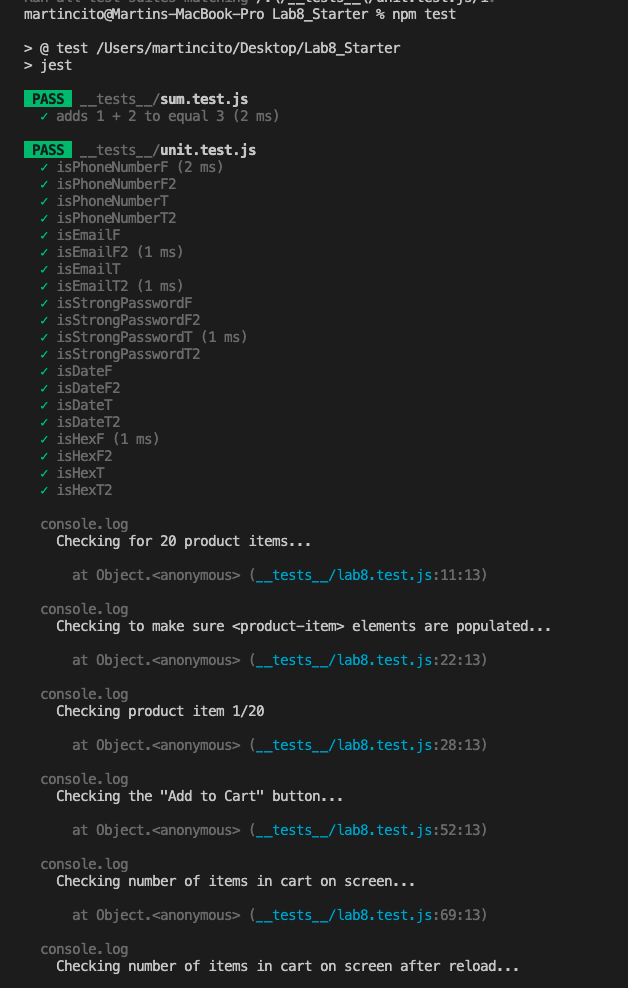 martincito@Martins-MacBook-Pro Lab8_Starter % npm test
> @ test /Users/martincito/Desktop/Lab8_Starter
> jest
PASS __tests__/sum.test.js
✓ adds 1 + 2 to equal 3 (2 ms)
PASS __tests__/unit.test.js
✓ isPhoneNumberF (2 ms)
✓ isPhoneNumberF2
✓ isPhoneNumberT
✓ isPhoneNumberT2
✓ isEmailF
✓ isEmailF2 (1 ms)
✓ isEmailT
✓ isEmailT2 (1 ms)
✓ isStrongPasswordF
✓ isStrongPasswordF2
✓ isStrongPasswordT (1 ms)
✓ isStrongPasswordT2
✓ isDateF
✓ isDateF2
✓ isDateT
✓ isDateT2
✓ isHexF (1 ms)
✓ isHexF2
✓ isHexT
✓ isHexT2
console.log
Checking for 20 product items...
at Object.<anonymous> (__tests__/lab8.test.js:11:13)
console.log
Checking to make sure <product-item> elements are populated...
at Object.<anonymous> (__tests__/lab8.test.js:22:13)
console.log
Checking product item 1/20
at Object.<anonymous> (__tests__/lab8.test.js:28:13)
console.log
Checking the "Add to Cart" button...
at Object.<anonymous> (__tests__/lab8.test.js:52:13)
console.log
Checking number of items in cart on screen...
at Object.<anonymous> (__tests__/lab8.test.js:69:13)
console.log
Checking number of items in cart on screen after reload...